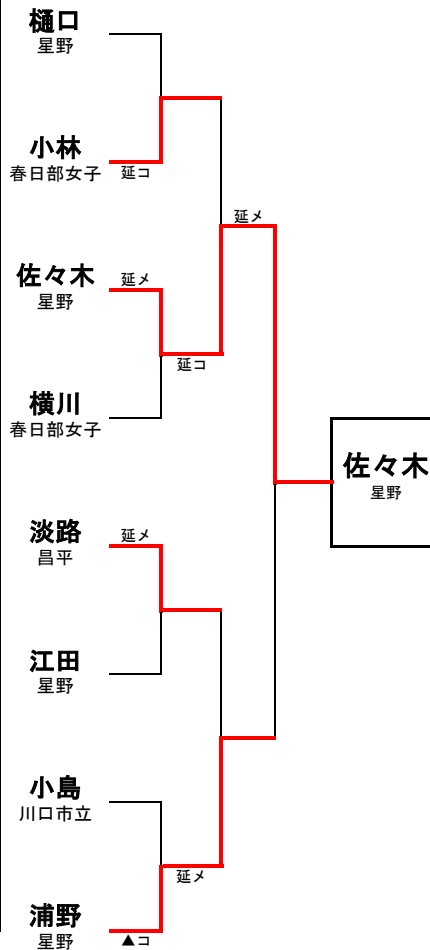 樋口
星野
小林
春日部女子
延コ
延メ
佐々木
星野
延メ
延コ
横川
春日部女子
佐々木
星野
淡路
昌平
延メ
江田
星野
小島
川口市立
延メ
浦野
星野
▲コ